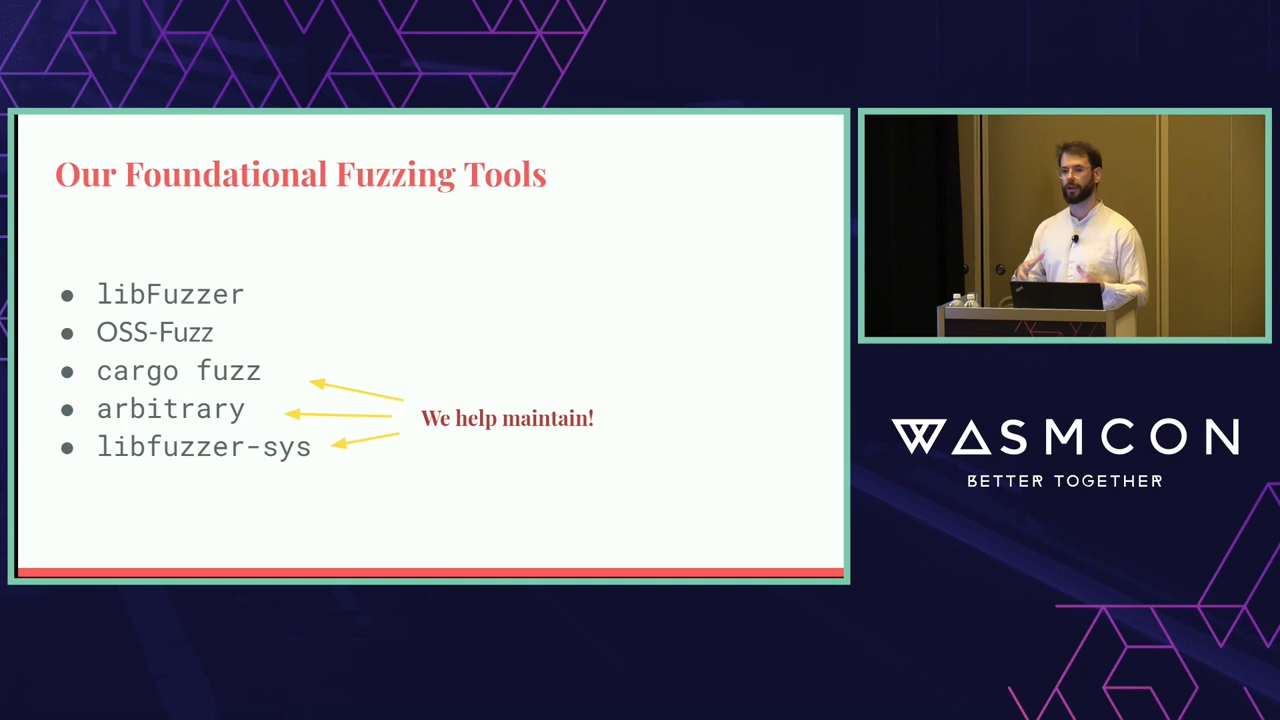 Our Foundational Fuzzing Tools
● libFuzzer
● OSS-Fuzz
● cargo fuzz
● arbitrary
● libfuzzer-sys
We help maintain!
WASMCON
BETTER TOGETHER